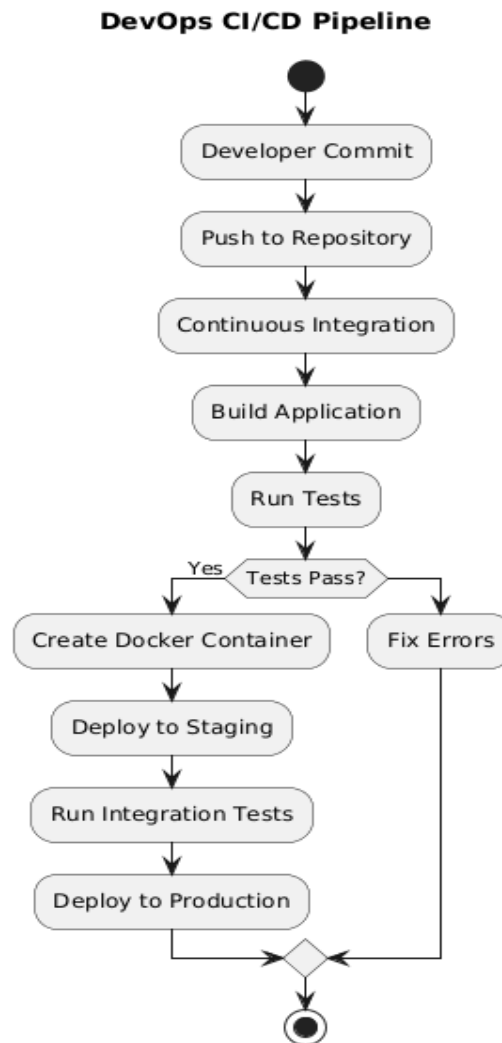 DevOps CI/CD Pipeline
Developer Commit
Push to Repository
Continuous Integration
Build Application
Run Tests
Tests Pass?
Yes
Create Docker Container
Fix Errors
Deploy to Staging
Run Integration Tests
Deploy to Production